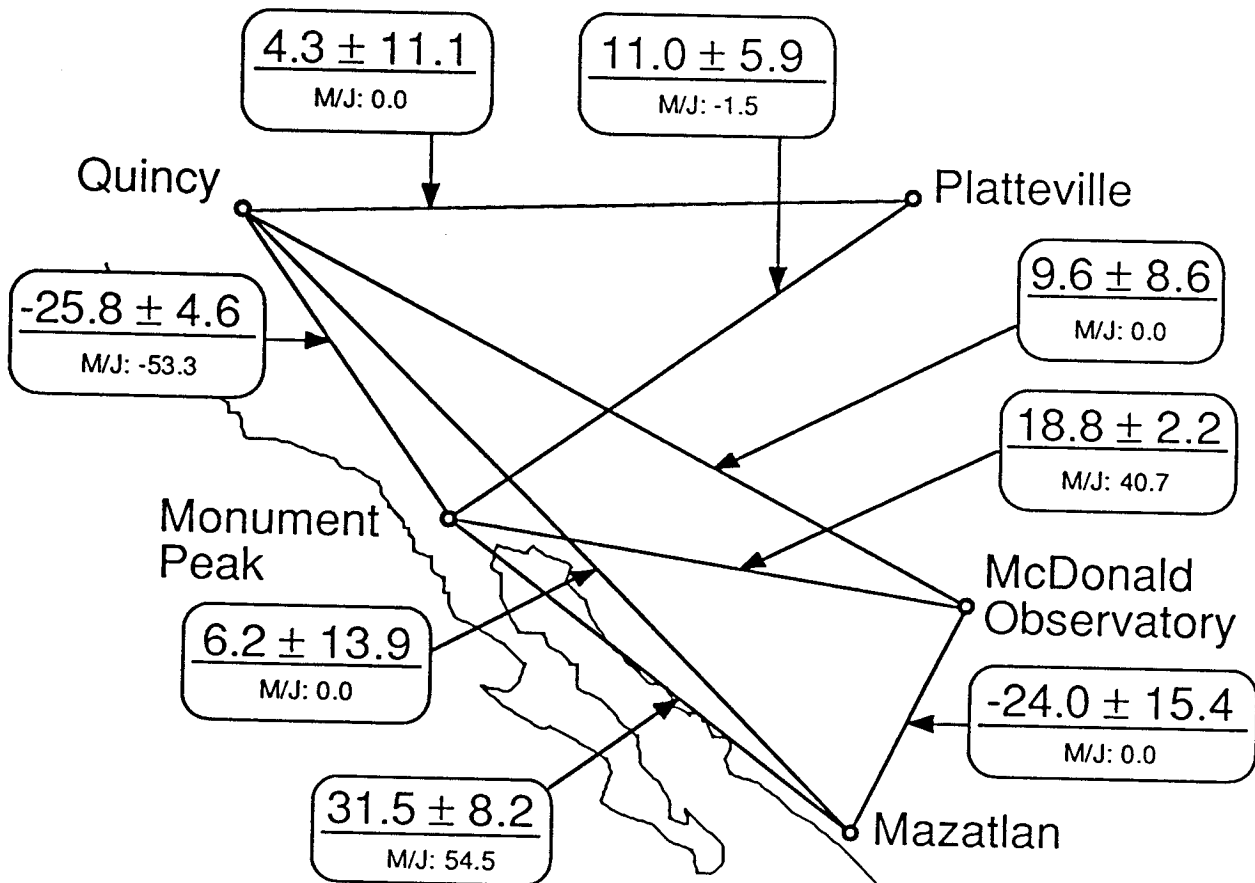 4.3 ± 11.1
M/J: 0.0
11.0 ± 5.9
M/J: -1.5
Quincy
Platteville
9.6 ± 8.6
M/J: 0.0
-25.8 ± 4.6
M/J: -53.3
18.8 ± 2.2
M/J: 40.7
Monument
Peak
McDonald
Observatory
6.2 ± 13.9
M/J: 0.0
-24.0 ± 15.4
M/J: 0.0
31.5 ± 8.2
M/J: 54.5
Mazatlan